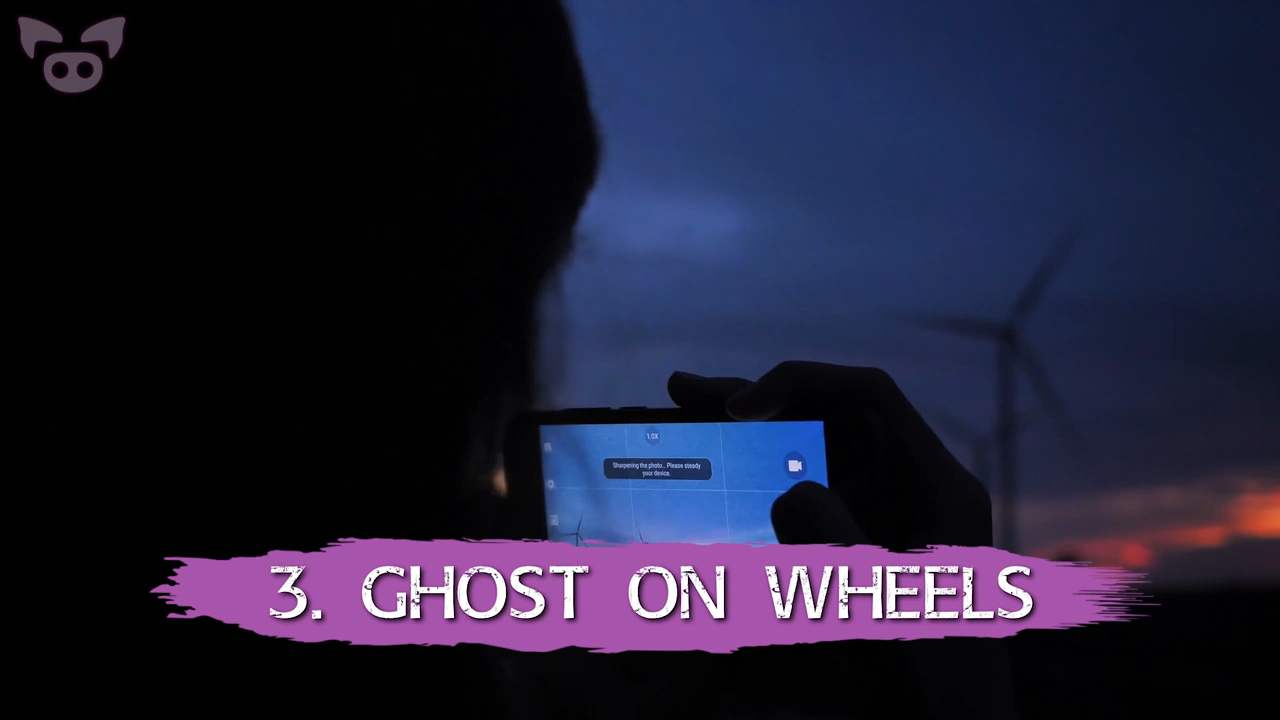 1.0X
Sharpening the photo... Please steady
your device.
3. GHOST ON WHEELS